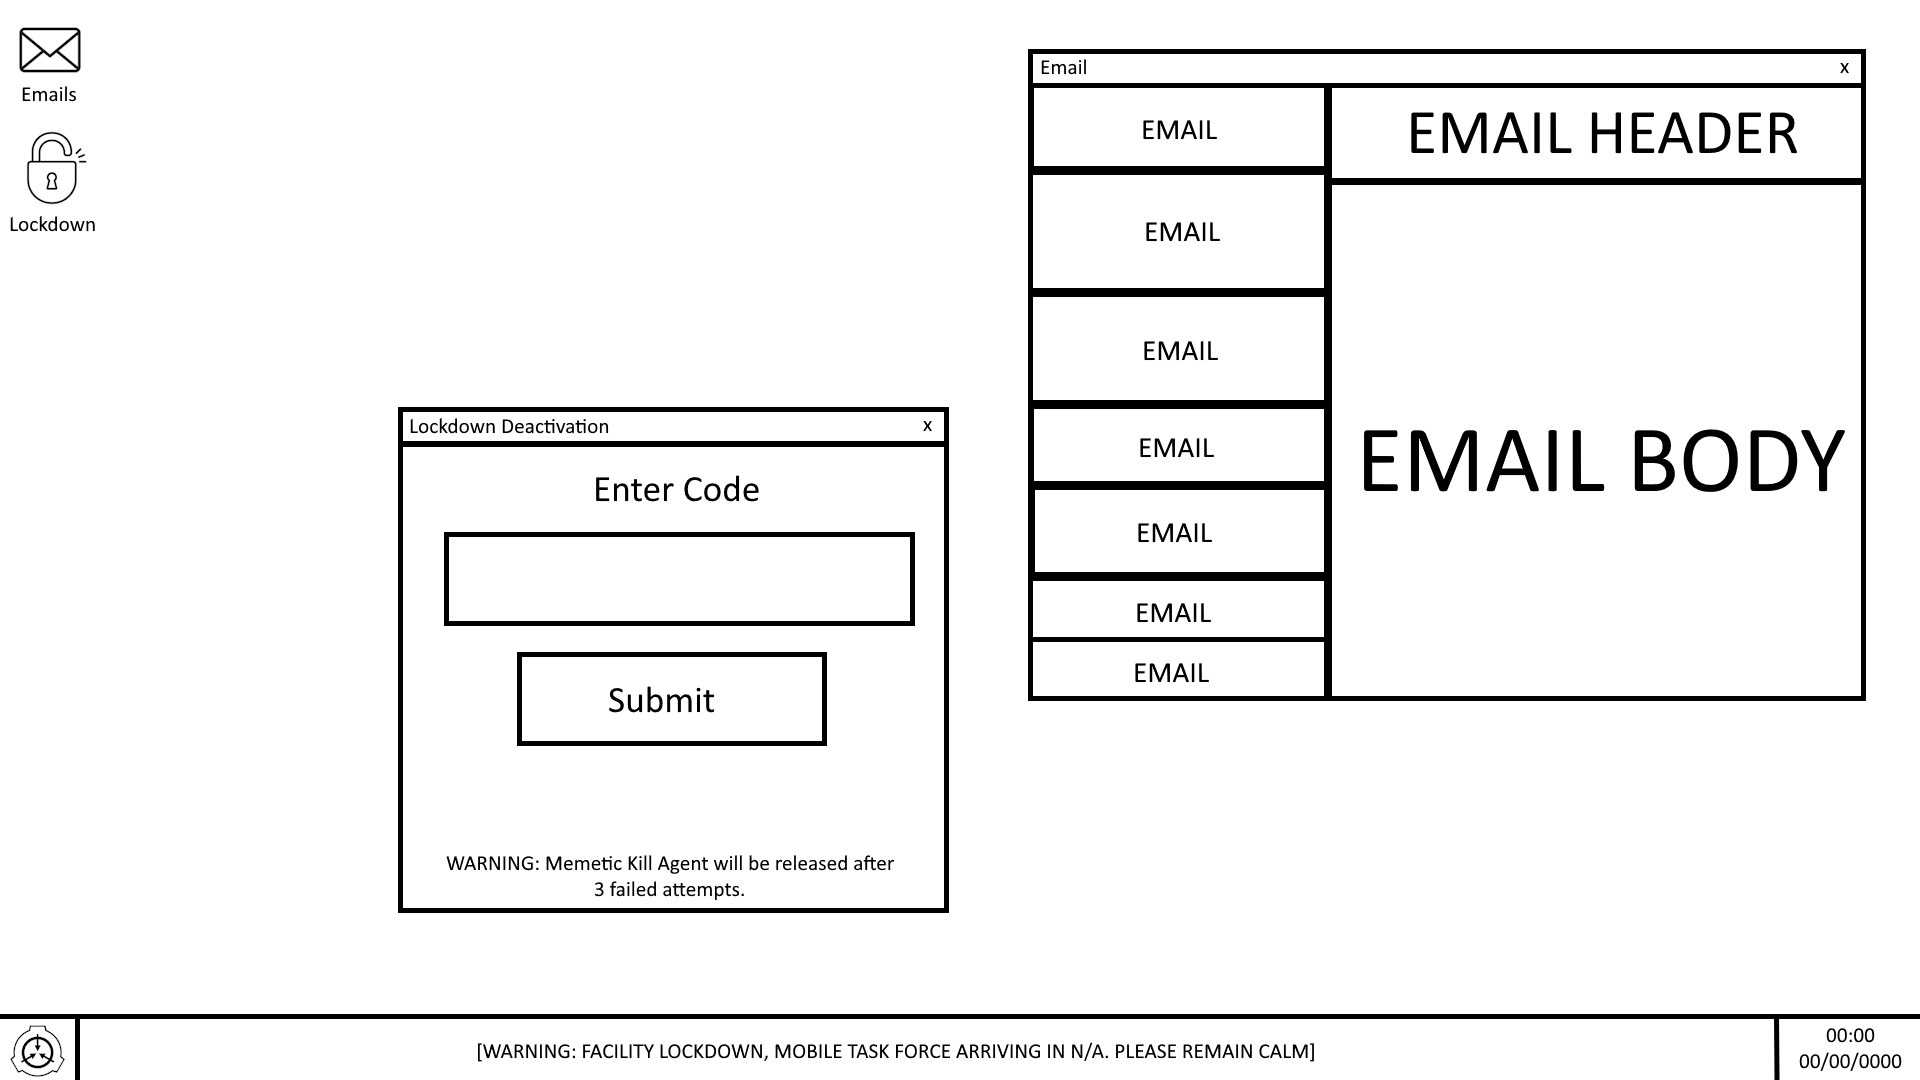 Emails
Lockdown
Email x
EMAIL
EMAIL
EMAIL
EMAIL
EMAIL
EMAIL
EMAIL
EMAIL HEADER
EMAIL BODY
Lockdown Deactivation x
Enter Code
Submit
WARNING: Memetic Kill Agent will be released after
3 failed attempts.
[WARNING: FACILITY LOCKDOWN, MOBILE TASK FORCE ARRIVING IN N/A. PLEASE REMAIN CALM]
00:00
00/00/0000